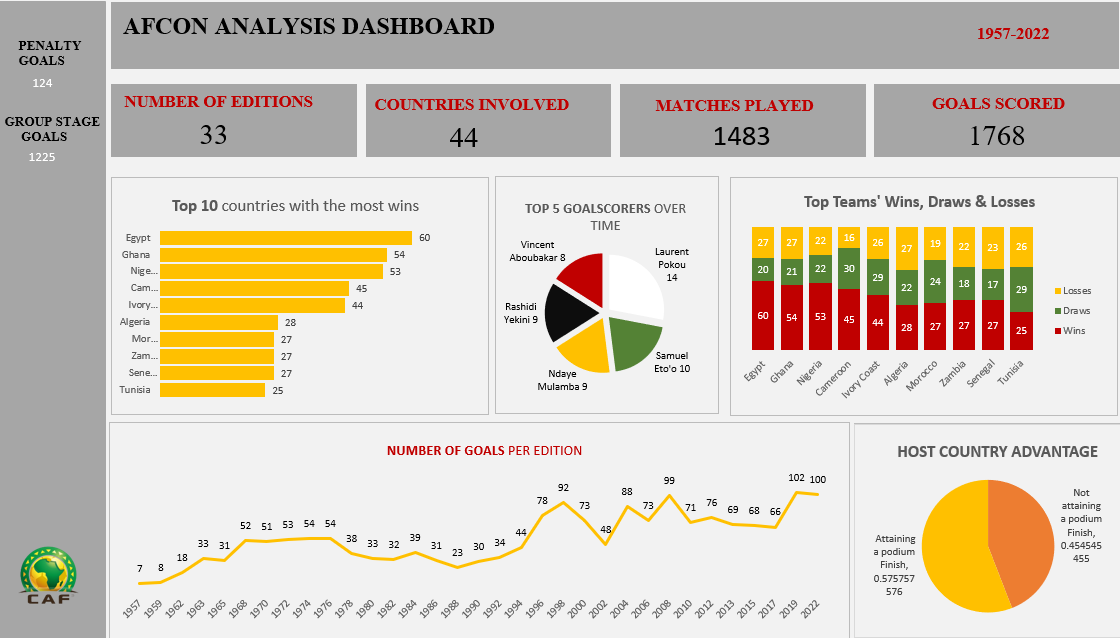 AFCON ANALYSIS DASHBOARD
1957-2022
PENALTY
GOALS
124
GROUP STAGE
GOALS
1225
NUMBER OF EDITIONS
33
COUNTRIES INVOLVED
44
MATCHES PLAYED
1483
GOALS SCORED
1768
Top 10 countries with the most wins
Egypt 60
Ghana 54
Nige... 53
Cam... 45
Ivory... 44
Algeria 28
Mor... 27
Zam... 27
Sene... 27
Tunisia 25
TOP 5 GOALSCORERS OVER
TIME
Vincent
Aboubakar 8
Laurent
Pokou
14
Rashidi
Yekini 9
Samuel
Eto'o 10
Ndaye
Mulamba 9
Top Teams' Wins, Draws & Losses
27 27 22 16 26 27 19 22 23 26
20 21 22 30 29 22 24 18 17 29
60 54 53 45 44 28 27 27 27 25
Egypt Ghana Nigeria Cameroon Ivory Coast Algeria Morocco Zambia Senegal Tunisia
Losses
Draws
Wins
NUMBER OF GOALS PER EDITION
7 8 18 33 31 52 51 53 54 54 38 33 32 39 31 23 30 34 44 78 92 73 48 88 73 99 71 76 69 68 66 102 100
1957 1959 1962 1963 1965 1968 1970 1972 1974 1976 1978 1980 1982 1984 1986 1988 1990 1992 1994 1996 1998 2000 2002 2004 2006 2008 2010 2012 2013 2015 2017 2019 2022
HOST COUNTRY ADVANTAGE
Attaining
a podium
Finish,
0.575757
576
Not
attaining
a podium
Finish,
0.454545
455
CAF